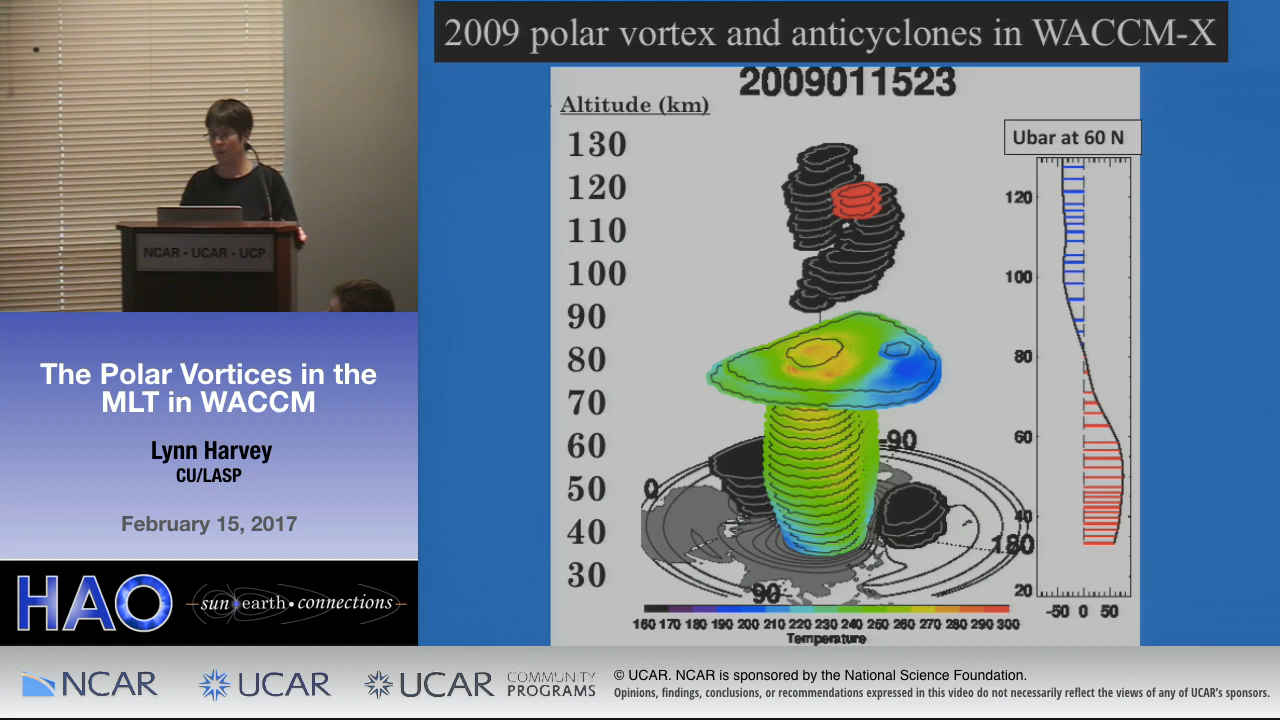 2009 polar vortex and anticyclones in WACCM-X
2009011523
Altitude (km)
130
120
110
100
90
80
70
60
50
40
30
Ubar at 60 N
120
100
80
60
40
20
-50 0 50
-90
0
180
90
160 170 180 190 200 210 220 230 240 250 260 270 280 290 300
Temperature
NCAR - UCAR - UCP
The Polar Vortices in the
MLT in WACCM
Lynn Harvey
CU/LASP
February 15, 2017
HAO
sun earth connections
NCAR
UCAR
UCAR
COMMUNITY
PROGRAMS
© UCAR. NCAR is sponsored by the National Science Foundation.
Opinions, findings, conclusions, or recommendations expressed in this video do not necessarily reflect the views of any of UCAR's sponsors.